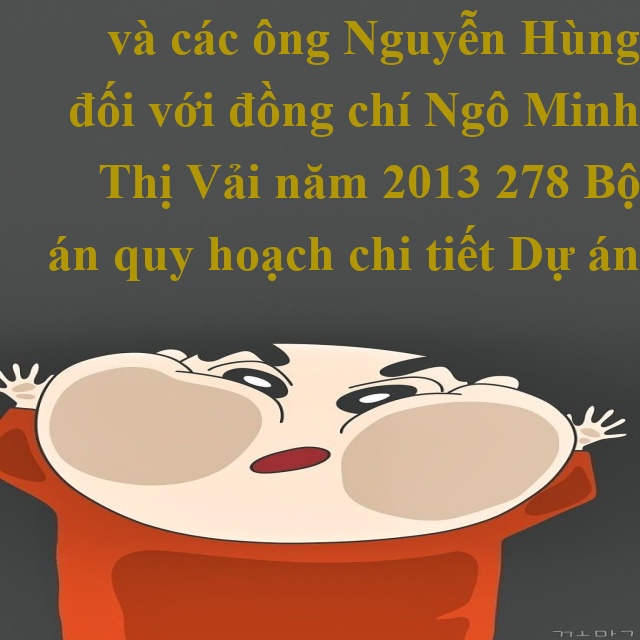 và các ông Nguyễn Hùng
đối với đồng chí Ngô Minh
Thị Vải năm 2013 278 Bộ
án quy hoạch chi tiết Dự án